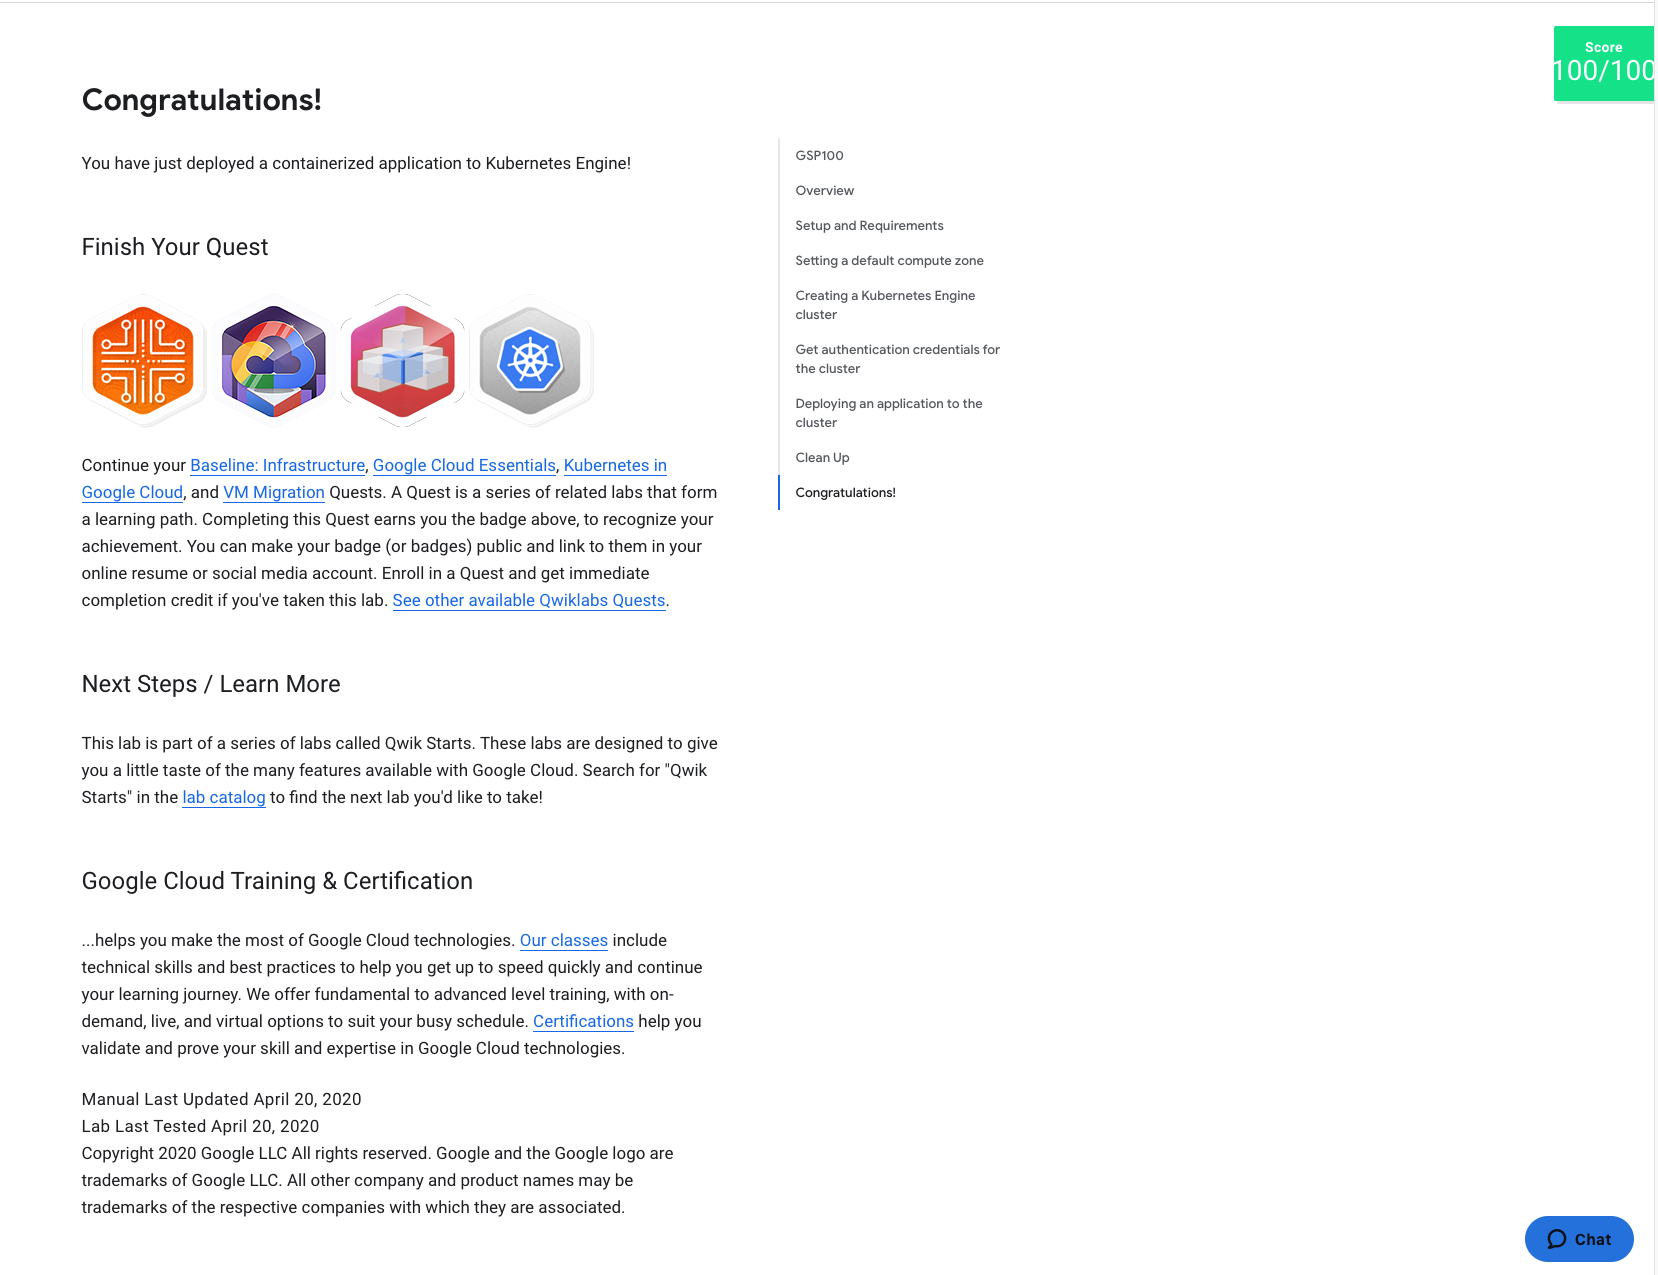 Score
100/100
Congratulations!
You have just deployed a containerized application to Kubernetes Engine!
Finish Your Quest
Continue your Baseline: Infrastructure, Google Cloud Essentials, Kubernetes in
Google Cloud, and VM Migration Quests. A Quest is a series of related labs that form
a learning path. Completing this Quest earns you the badge above, to recognize your
achievement. You can make your badge (or badges) public and link to them in your
online resume or social media account. Enroll in a Quest and get immediate
completion credit if you've taken this lab. See other available Qwiklabs Quests.
Next Steps / Learn More
This lab is part of a series of labs called Qwik Starts. These labs are designed to give
you a little taste of the many features available with Google Cloud. Search for "Qwik
Starts" in the lab catalog to find the next lab you'd like to take!
Google Cloud Training & Certification
...helps you make the most of Google Cloud technologies. Our classes include
technical skills and best practices to help you get up to speed quickly and continue
your learning journey. We offer fundamental to advanced level training, with on-
demand, live, and virtual options to suit your busy schedule. Certifications help you
validate and prove your skill and expertise in Google Cloud technologies.
Manual Last Updated April 20, 2020
Lab Last Tested April 20, 2020
Copyright 2020 Google LLC All rights reserved. Google and the Google logo are
trademarks of Google LLC. All other company and product names may be
trademarks of the respective companies with which they are associated.
GSP100
Overview
Setup and Requirements
Setting a default compute zone
Creating a Kubernetes Engine
cluster
Get authentication credentials for
the cluster
Deploying an application to the
cluster
Clean Up
Congratulations!
Chat